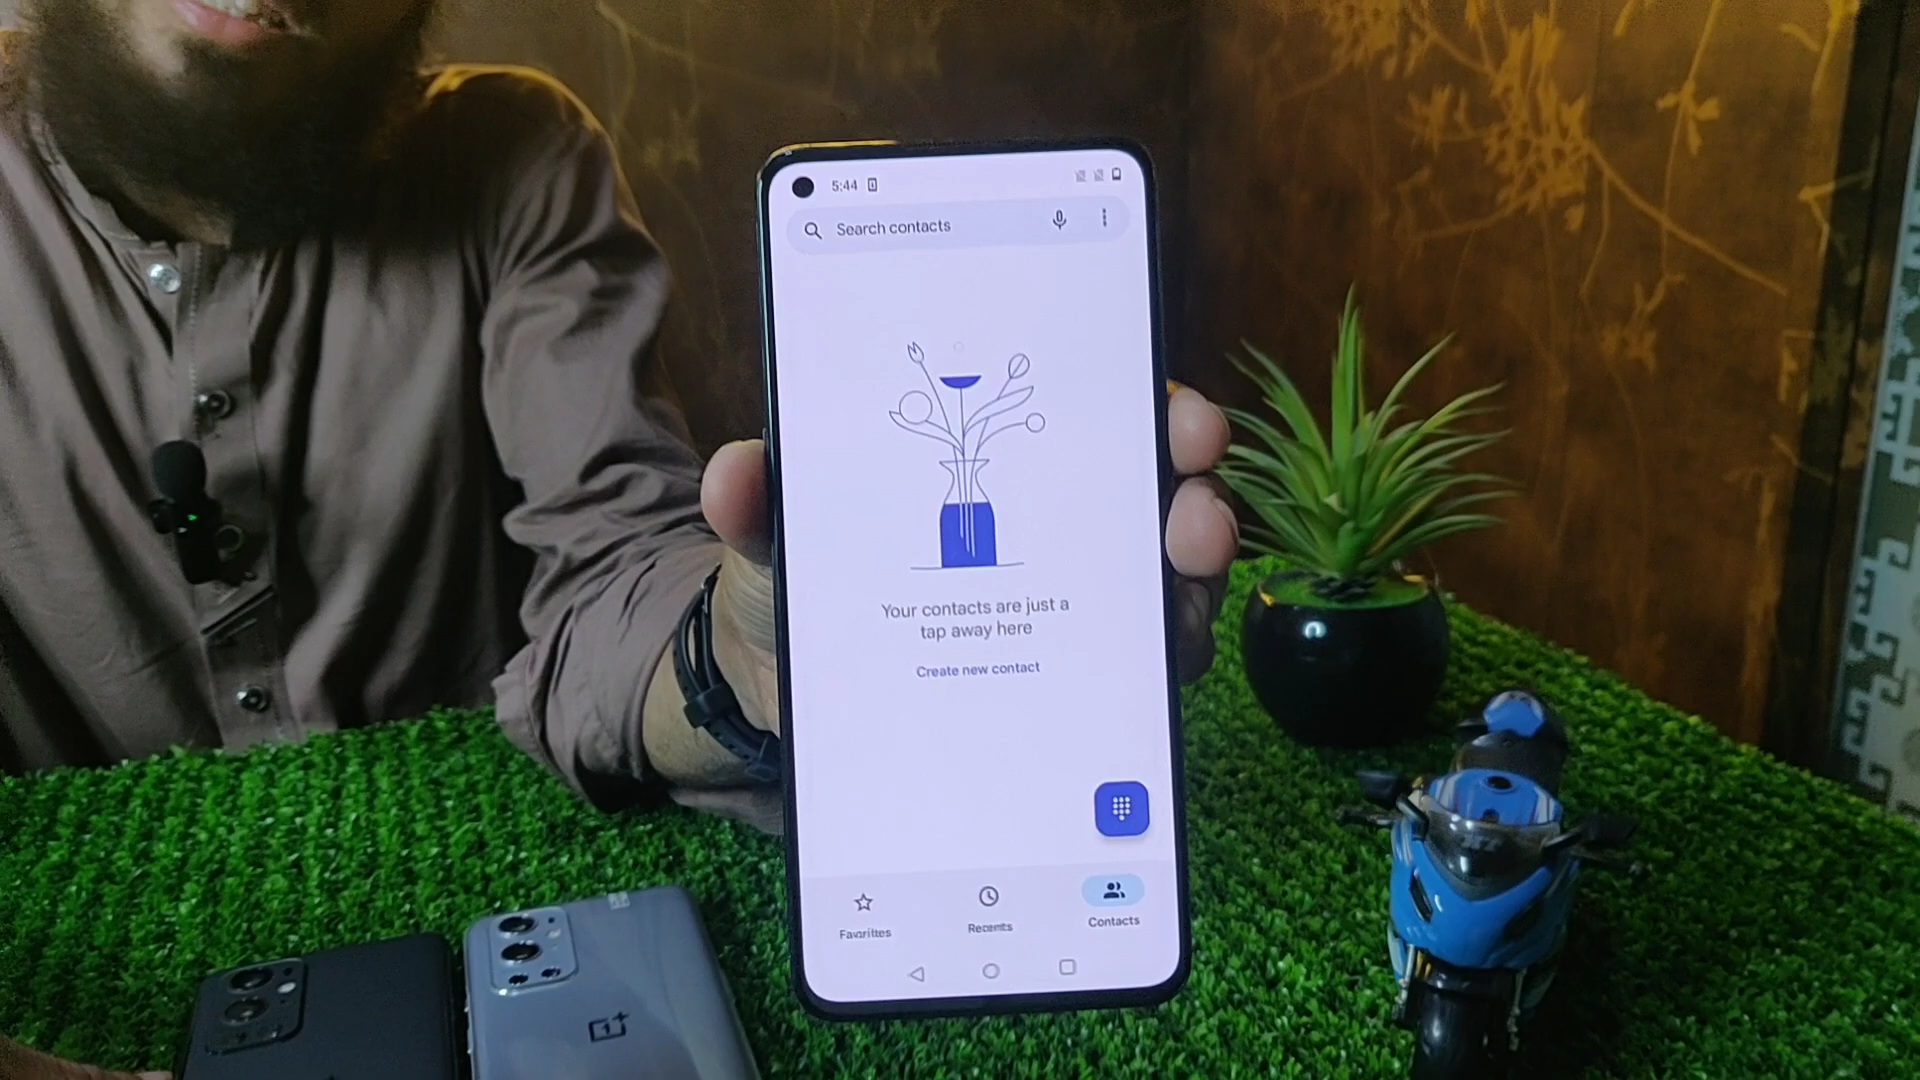 5:44
Search contacts
Your contacts are just a
tap away here
Create new contact
Favorites
Recents
Contacts